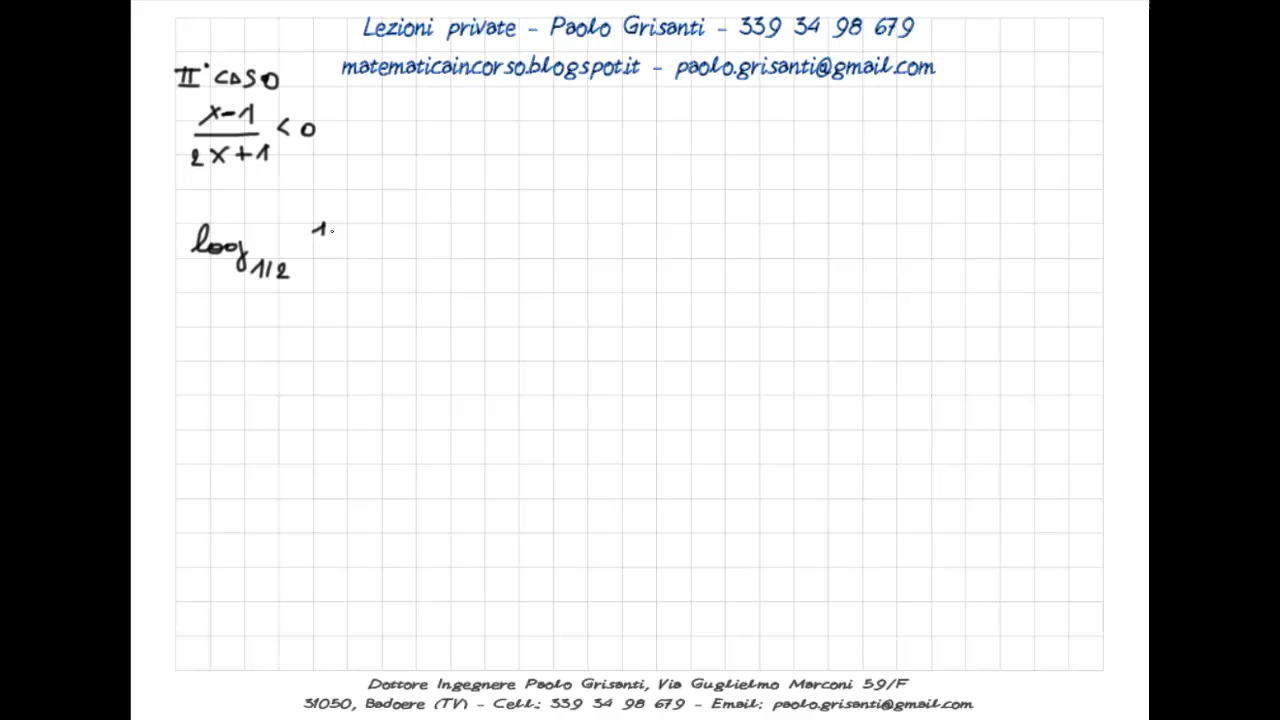 Lezioni private - Paolo Grisanti - 339 34 98 679
matematicaincorso.blogspot.it - paolo.grisanti@gmail.com
II° CASO
x-1
< 0
2x+1
1
log 1/2
Dottore Ingegnere Paolo Grisanti, Via Guglielmo Marconi 59/F
31050, Badoere (TV) - Cell.: 339 34 98 679 - Email: paolo.grisanti@gmail.com